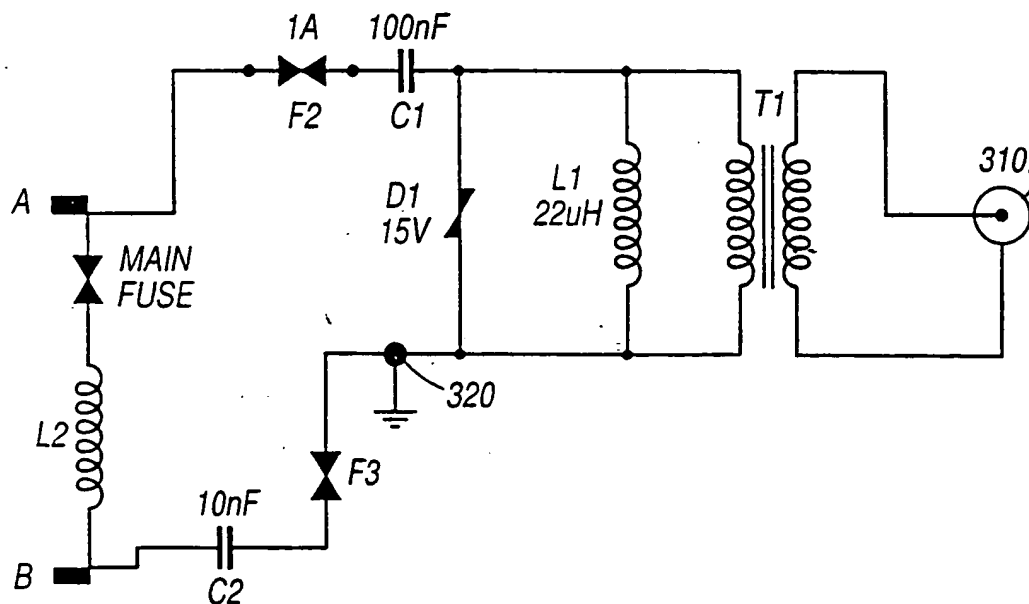 1A
100nF
F2
C1
T1
310
A
D1
15V
L1
22uH
MAIN
FUSE
320
L2
F3
10nF
B
C2